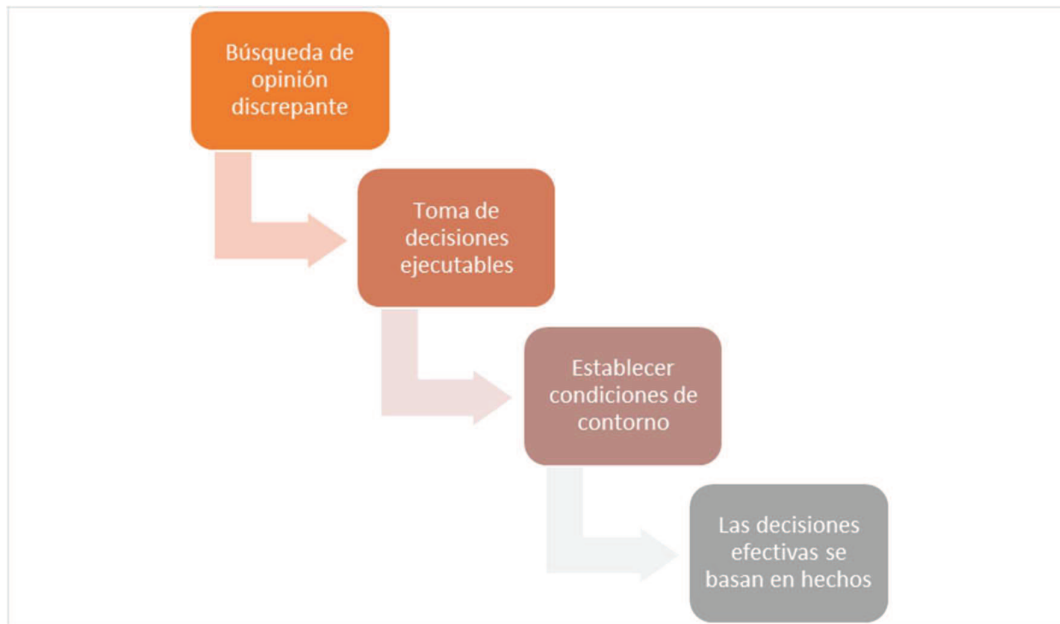 Búsqueda de
opinión
discrepante
Toma de
decisiones
ejecutables
Establecer
condiciones de
contorno
Las decisiones
efectivas se
basan en hechos